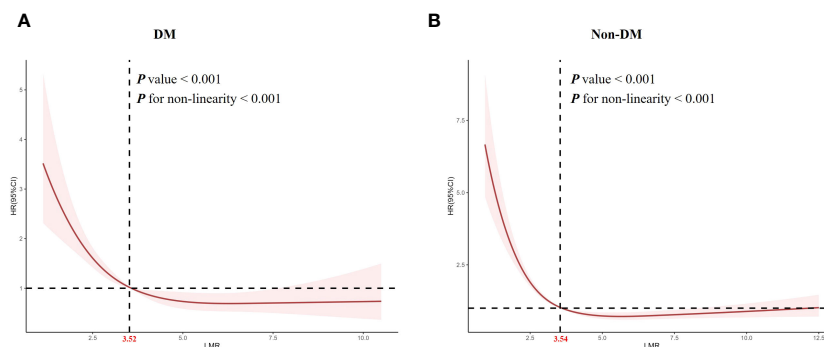 A
DM
P value < 0.001
P for non-linearity < 0.001
HR(95%CI)
5
4
3
2
1
2.5
3.52
5.0
7.5
10.0
LMR
B
Non-DM
P value < 0.001
P for non-linearity < 0.001
HR(95%CI)
7.5
5.0
2.5
2.5
3.54
5.0
7.5
10.0
12.5
LMR